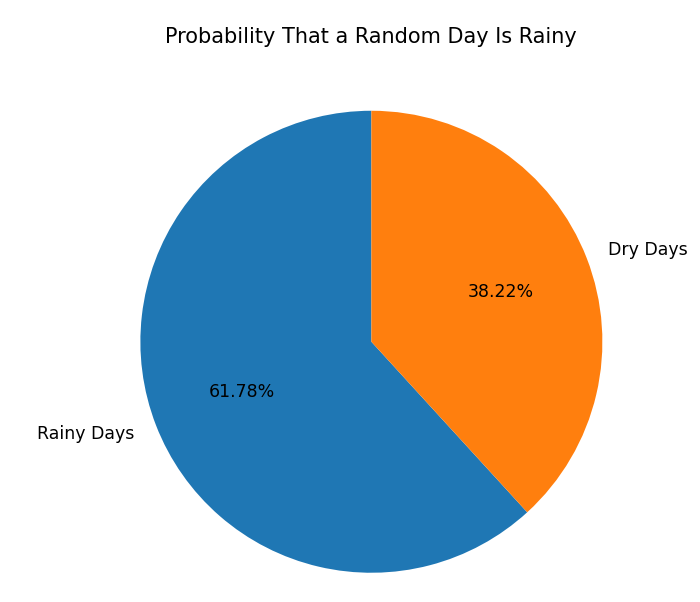 Probability That a Random Day Is Rainy
Dry Days
38.22%
61.78%
Rainy Days